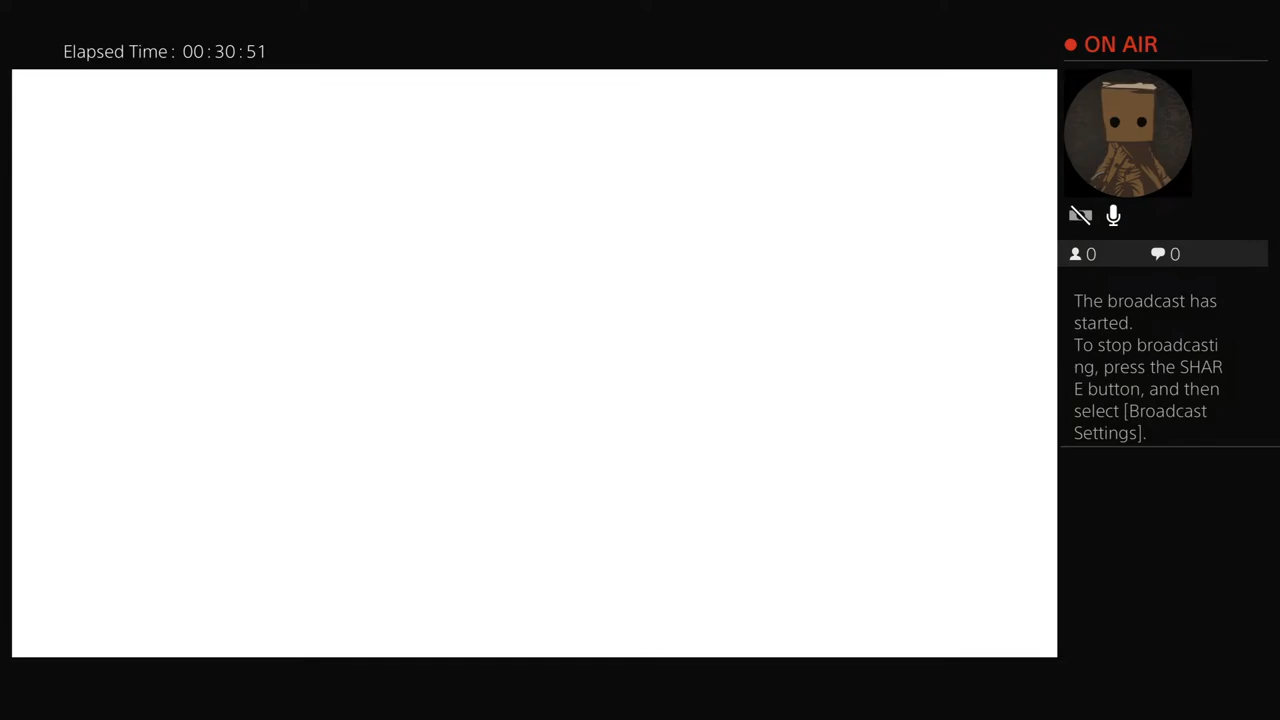 Elapsed Time : 00 : 30 : 51
ON AIR
0 0
The broadcast has
started.
To stop broadcasti
ng, press the SHAR
E button, and then
select [Broadcast
Settings].